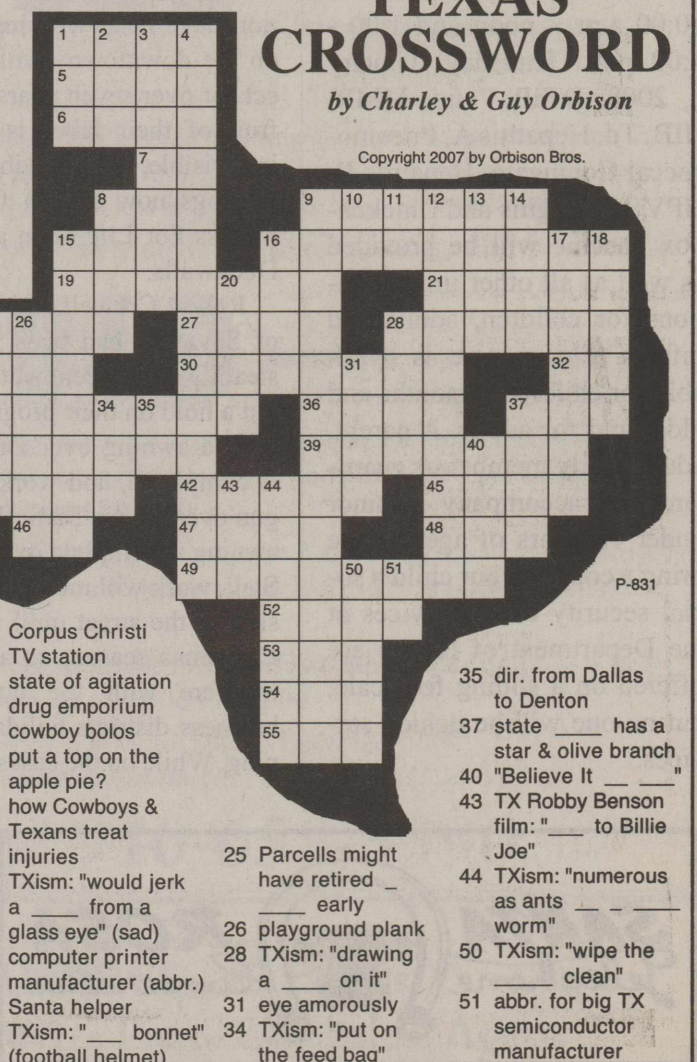 TEXAS
CROSSWORD
by Charley & Guy Orbison
Copyright 2007 by Orbison Bros.
1 2 3 4
5
6
7
8 9 10 11 12 13 14
15 16 17 18
19 20 21
26 27 28
30 31 32
34 35 36 37
39 40
42 43 44 45
46 47 48
49 50 51
52
53
54
55
P-831
Corpus Christi
TV station
state of agitation
drug emporium
cowboy bolos
put a top on the
apple pie?
how Cowboys &
Texans treat
injuries
TXism: "would jerk
a ____ from a
glass eye" (sad)
computer printer
manufacturer (abbr.)
Santa helper
TXism: "___ bonnet"
(football helmet)
25 Parcells might
have retired _
____ early
26 playground plank
28 TXism: "drawing
a ____ on it"
31 eye amorously
34 TXism: "put on
the feed bag"
35 dir. from Dallas
to Denton
37 state ____ has a
star & olive branch
40 "Believe It __ ___"
43 TX Robby Benson
film: "___ to Billie
Joe"
44 TXism: "numerous
as ants ___ ____
worm"
50 TXism: "wipe the
_____ clean"
51 abbr. for big TX
semiconductor
manufacturer